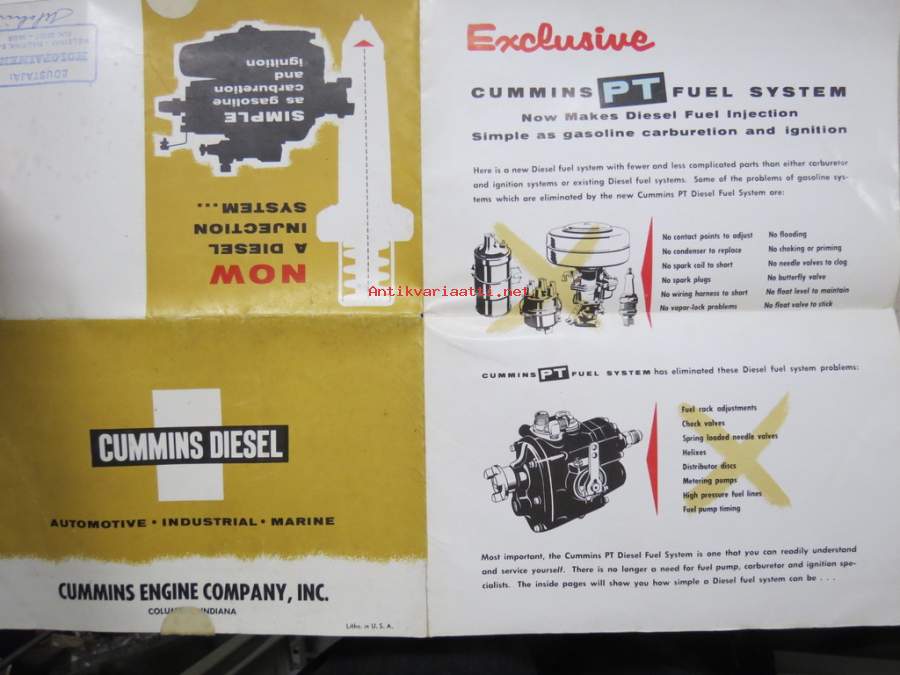 NOW
A DIESEL
INJECTION
SYSTEM...
SIMPLE
as gasoline
carburetion
and
ignition
EDUSTAJA:
CUMMINS DIESEL
AUTOMOTIVE • INDUSTRIAL • MARINE
CUMMINS ENGINE COMPANY, INC.
INDIANA
Litho. in U. S. A.
Exclusive
CUMMINS PT FUEL SYSTEM
Now Makes Diesel Fuel Injection
Simple as gasoline carburetion and ignition
Here is a new Diesel fuel system with fewer and less complicated parts than either carburetor
and ignition systems or existing Diesel fuel systems. Some of the problems of gasoline sys-
tems which are eliminated by the new Cummins PT Diesel Fuel System are:
No contact points to adjust
No condenser to replace
No spark coil to short
No spark plugs
No wiring harness to short
No vapor-lock problems
No flooding
No choking or priming
No needle valves to clog
No butterfly valve
No float level to maintain
No float valve to stick
Antikvariaatti.net
CUMMINS PT FUEL SYSTEM has eliminated these Diesel fuel system problems:
Fuel rack adjustments
Check valves
Spring loaded needle valves
Helixes
Distributor discs
Metering pumps
High pressure fuel lines
Fuel pump timing
Most important, the Cummins PT Diesel Fuel System is one that you can readily understand
and service yourself. There is no longer a need for fuel pump, carburetor and ignition spe-
cialists. The inside pages will show you how simple a Diesel fuel system can be . . .